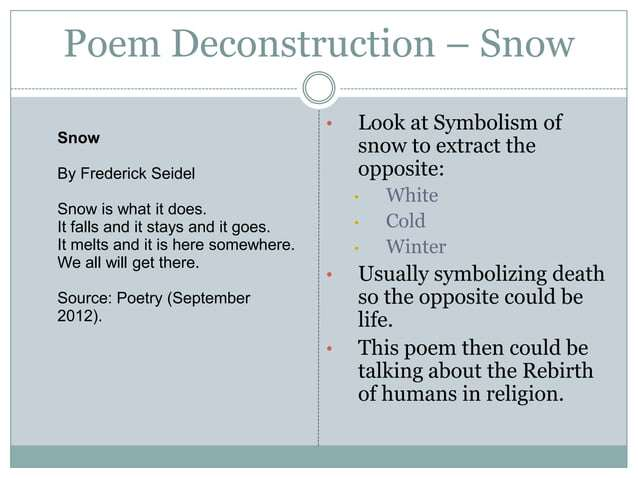 Poem Deconstruction – Snow
Snow
By Frederick Seidel
Snow is what it does.
It falls and it stays and it goes.
It melts and it is here somewhere.
We all will get there.
Source: Poetry (September
2012).
• Look at Symbolism of
snow to extract the
opposite:
• White
• Cold
• Winter
• Usually symbolizing death
so the opposite could be
life.
• This poem then could be
talking about the Rebirth
of humans in religion.